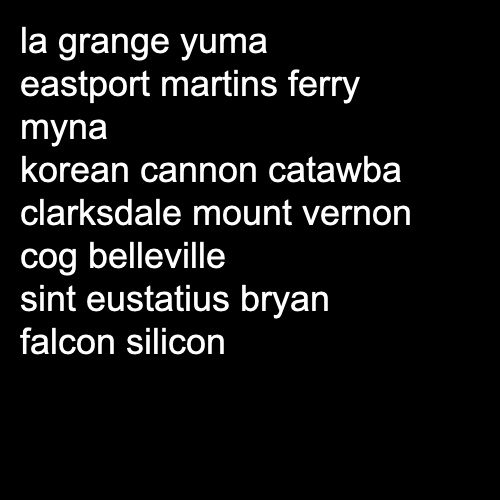 la grange yuma
eastport martins ferry
myna
korean cannon catawba
clarksdale mount vernon
cog belleville
sint eustatius bryan
falcon silicon